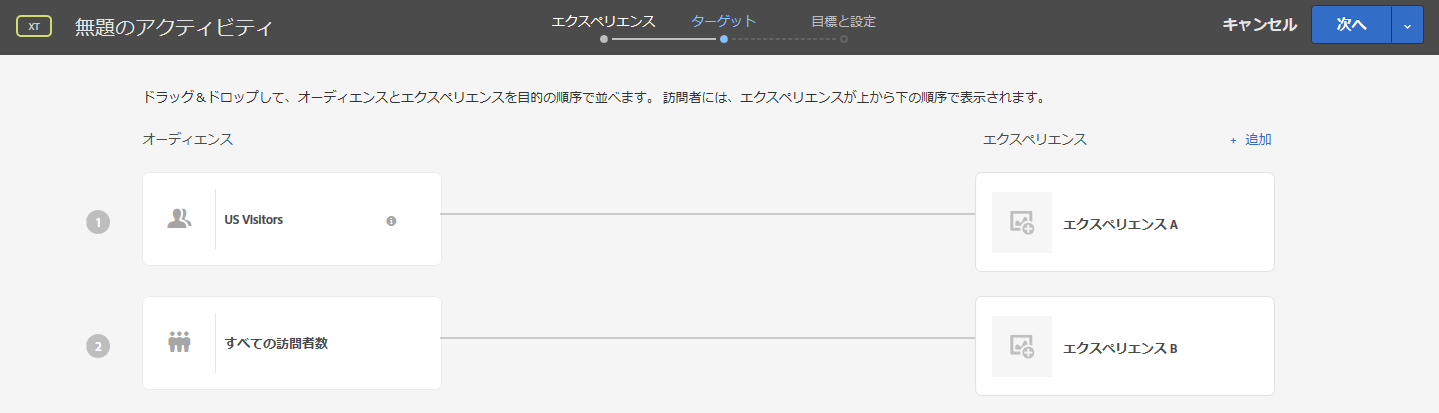 XT 無題のアクティビティ エクスペリエンス ターゲット 目標と設定 キャンセル 次へ
ドラッグ＆ドロップして、オーディエンスとエクスペリエンスを目的の順序で並べます。 訪問者には、エクスペリエンスが上から下の順序で表示されます。
オーディエンス エクスペリエンス + 追加
1 US Visitors エクスペリエンス A
2 すべての訪問者数 エクスペリエンス B